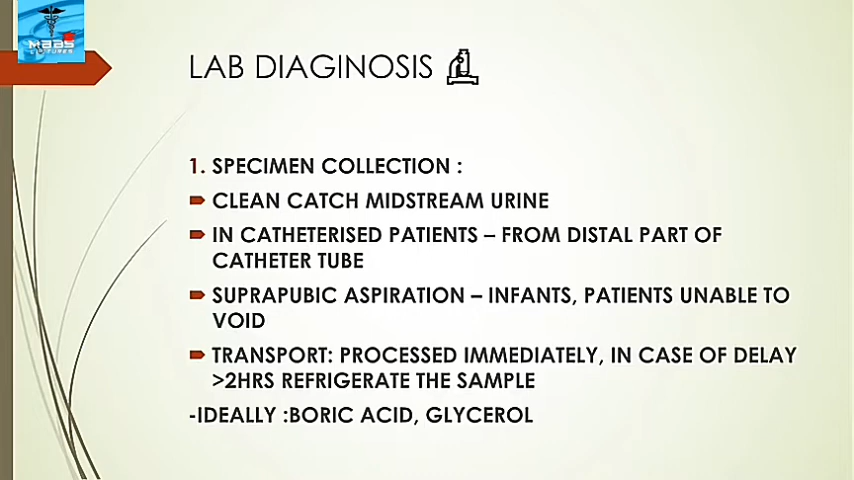 MAAS
LECTURES
LAB DIAGINOSIS
1. SPECIMEN COLLECTION :
CLEAN CATCH MIDSTREAM URINE
IN CATHETERISED PATIENTS – FROM DISTAL PART OF
CATHETER TUBE
SUPRAPUBIC ASPIRATION – INFANTS, PATIENTS UNABLE TO
VOID
TRANSPORT: PROCESSED IMMEDIATELY, IN CASE OF DELAY
>2HRS REFRIGERATE THE SAMPLE
-IDEALLY :BORIC ACID, GLYCEROL